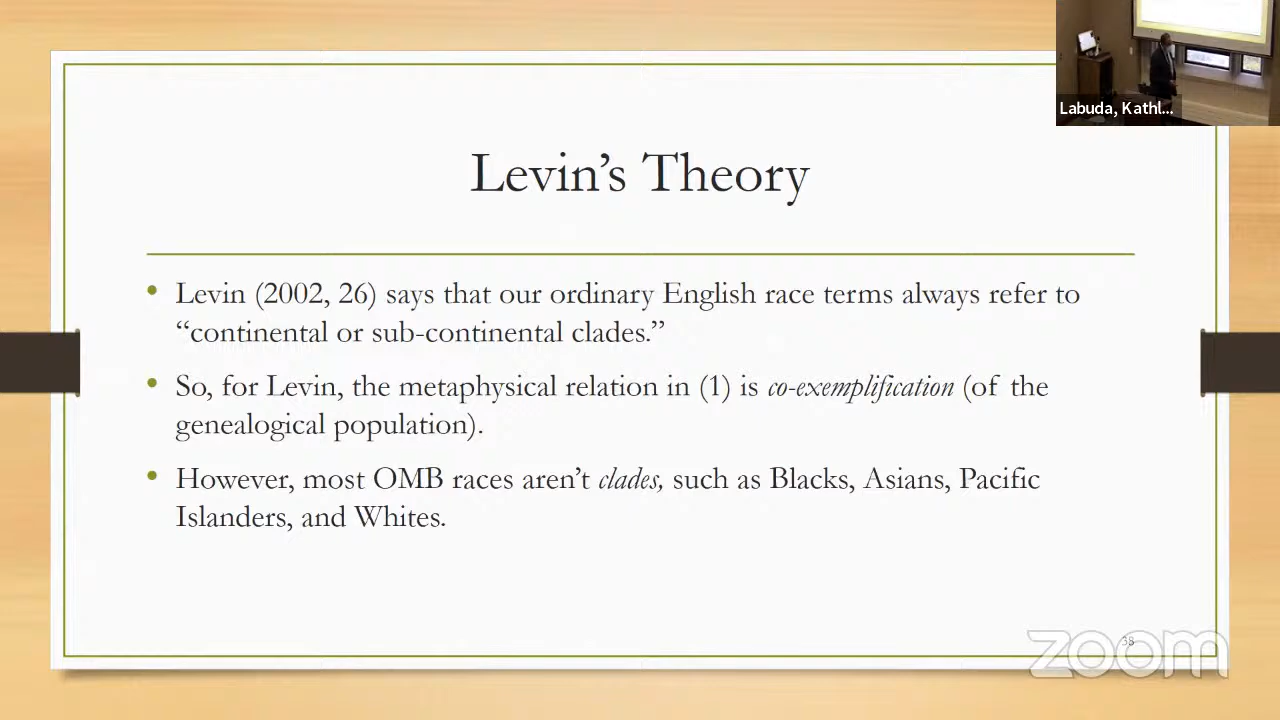 Labuda, Kathl...
Levin’s Theory
• Levin (2002, 26) says that our ordinary English race terms always refer to
“continental or sub-continental clades.”
• So, for Levin, the metaphysical relation in (1) is co-exemplification (of the
genealogical population).
• However, most OMB races aren’t clades, such as Blacks, Asians, Pacific
Islanders, and Whites.
38
zoom